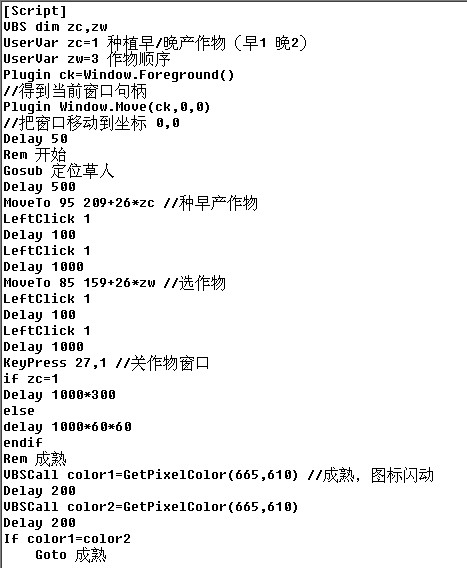 [Script]
VBS dim zc,zw
UserVar zc=1 种植早/晚产作物（早1 晚2）
UserVar zw=3 作物顺序
Plugin ck=Window.Foreground()
//得到当前窗口句柄
Plugin Window.Move(ck,0,0)
//把窗口移动到坐标 0,0
Delay 50
Rem 开始
Gosub 定位草人
Delay 500
MoveTo 95 209+26*zc //种早产作物
LeftClick 1
Delay 100
LeftClick 1
Delay 1000
MoveTo 85 159+26*zw //选作物
LeftClick 1
Delay 100
LeftClick 1
Delay 1000
KeyPress 27,1 //关作物窗口
if zc=1
Delay 1000*300
else
delay 1000*60*60
endif
Rem 成熟
VBSCall color1=GetPixelColor(665,610) //成熟，图标闪动
Delay 200
VBSCall color2=GetPixelColor(665,610)
Delay 200
If color1=color2
    Goto 成熟